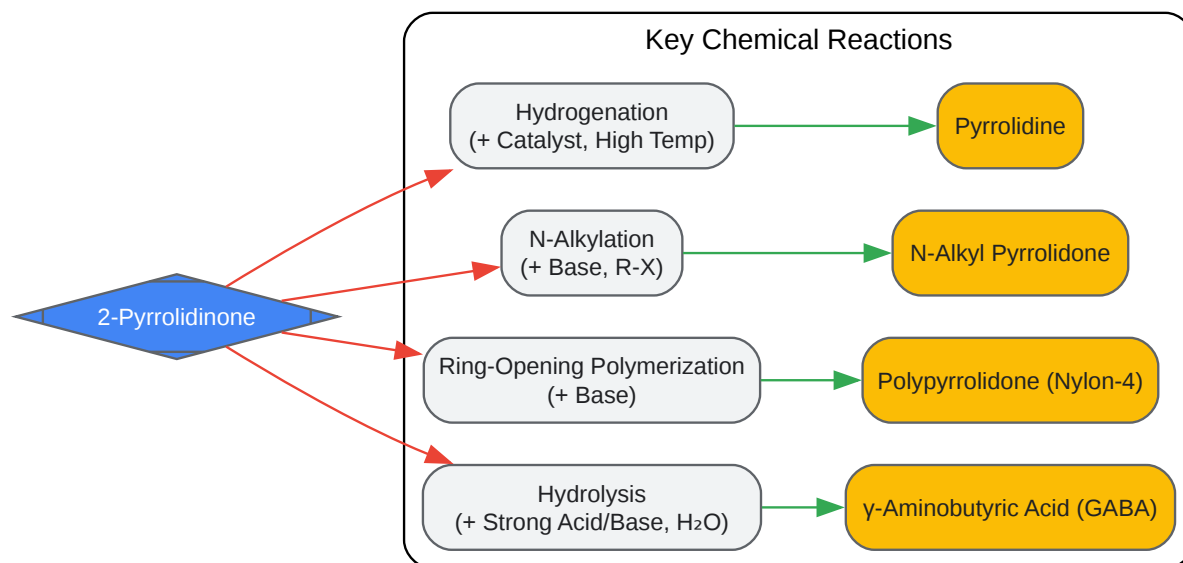 Key Chemical Reactions
Hydrogenation
(+ Catalyst, High Temp)
Pyrrolidine
N-Alkylation
(+ Base, R-X)
N-Alkyl Pyrrolidone
2-Pyrrolidinone
Ring-Opening Polymerization
(+ Base)
Polypyrrolidone (Nylon-4)
Hydrolysis
(+ Strong Acid/Base, H₂O)
γ-Aminobutyric Acid (GABA)